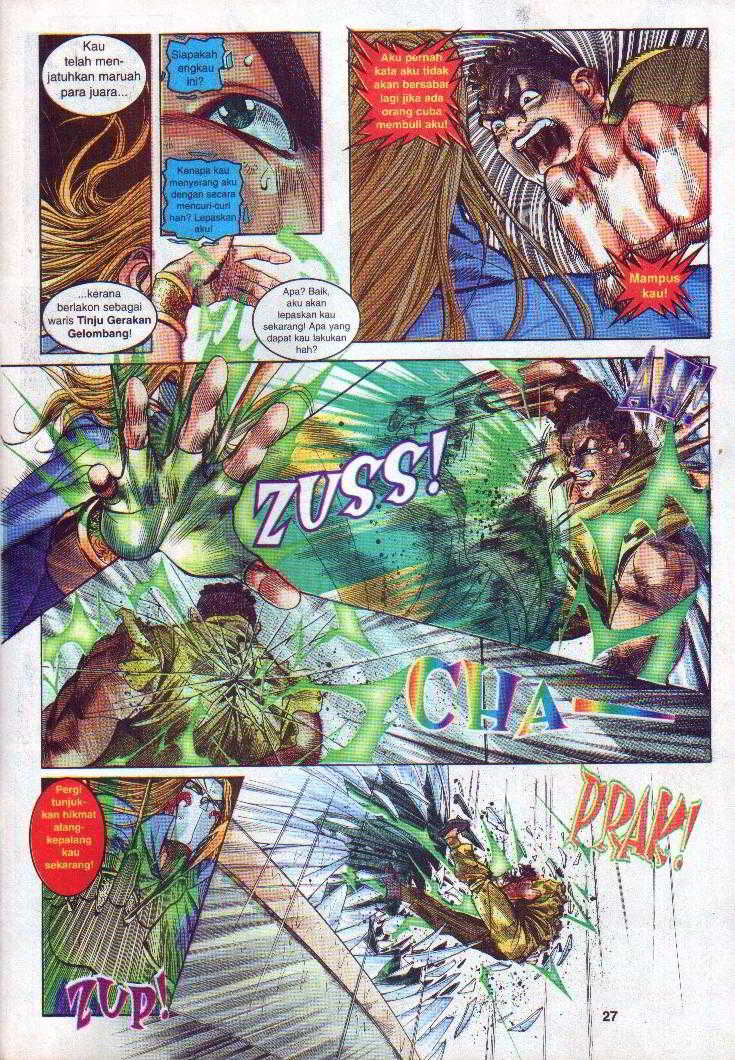 Kau
telah men-
jatuhkan maruah
para juara...
...kerana
berlakon sebagai
waris Tinju Gerakan
Gelombang!
Siapakah
engkau
ini?
Kenapa kau
menyerang aku
dengan secara
mencuri-curi
hah? Lepaskan
aku!
Apa? Baik,
aku akan
lepaskan kau
sekarang! Apa yang
dapat kau lakukan
hah?
Aku pernah
kata aku tidak
akan bersabar
lagi jika ada
orang cuba
membuli aku!
Mampus
kau!
AH!
ZUSS!
CHA—
Pergi
tunjuk-
kan hikmat
alang-
kepalang
kau
sekarang!
ZUP!
PRAK!
27